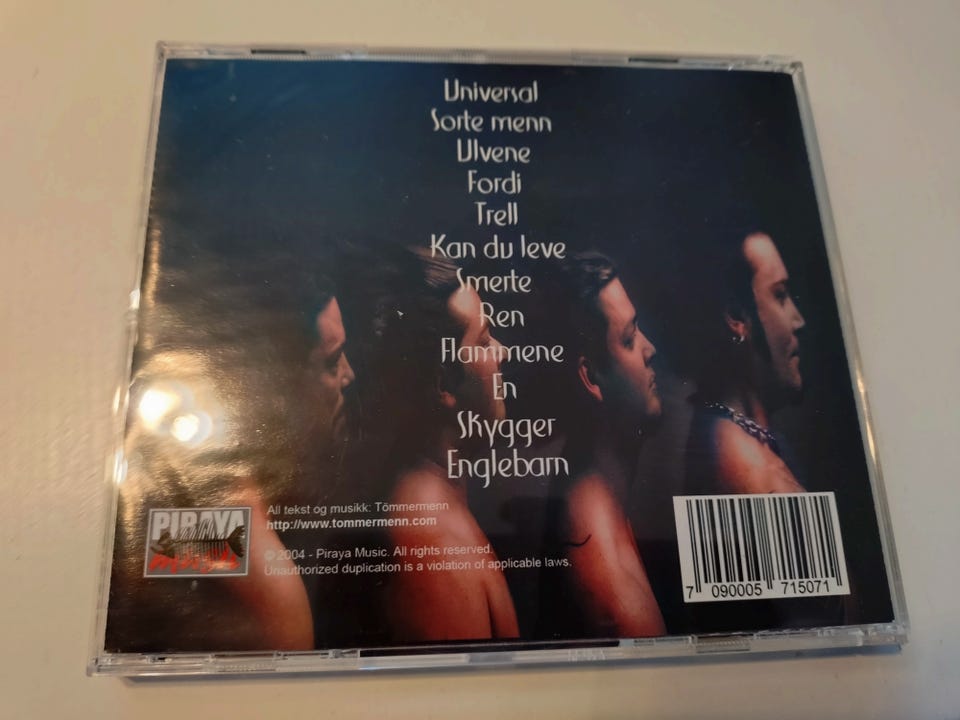 Universal
Sorte menn
Ulvene
Fordi
Trell
Kan du leve
Smerte
Ren
Flammene
En
Skygger
Englebarn
PIRAYA
All tekst og musikk: Tömmermenn
http://www.tommermenn.com
© 2004 - Piraya Music. All rights reserved.
Unauthorized duplication is a violation of applicable laws.
7 090005 715071